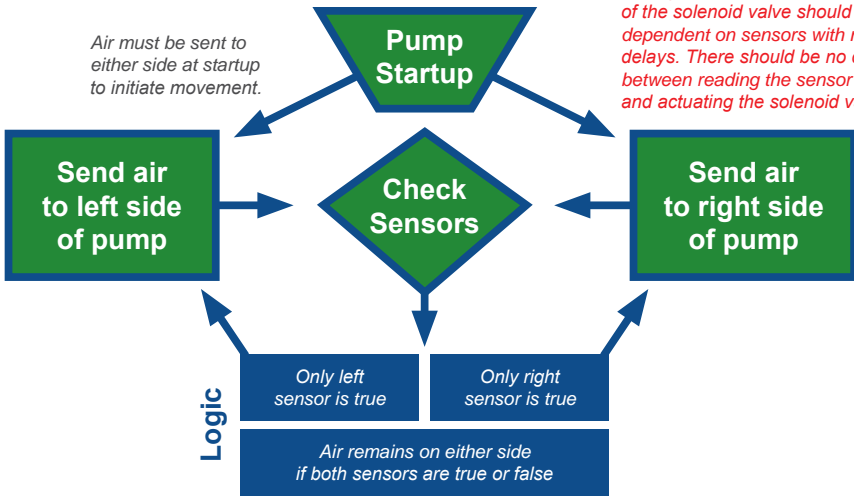 of the solenoid valve should
dependent on sensors with
delays. There should be no
between reading the sensor
and actuating the solenoid
Air must be sent to
either side at startup
to initiate movement.
Pump
Startup
Send air
to left side
of pump
Check
Sensors
Send air
to right side
of pump
Logic
Only left
sensor is true
Only right
sensor is true
Air remains on either side
if both sensors are true or false